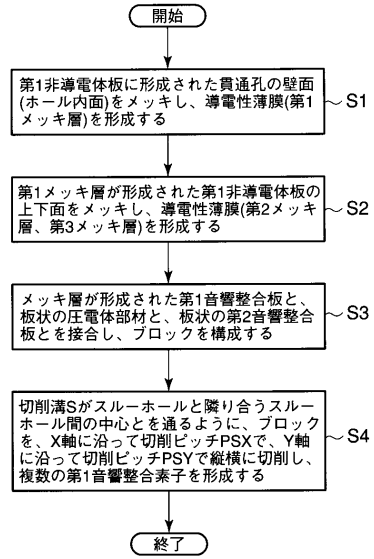 開始
第1非導電体板に形成された貫通孔の壁面
(ホール内面)をメッキし、導電性薄膜(第1
メッキ層)を形成する
S1
第1メッキ層が形成された第1非導電体板の
上下面をメッキし、導電性薄膜(第2メッキ
層、第3メッキ層)を形成する
S2
メッキ層が形成された第1音響整合板と、
板状の圧電体部材と、板状の第2音響整合
板とを接合し、ブロックを構成する
S3
切削溝Sがスルーホールと隣り合うスルー
ホール間の中心とを通るように、ブロック
を、X軸に沿って切削ピッチPSXで、Y軸
に沿って切削ピッチPSYで縦横に切削し、
複数の第1音響整合素子を形成する
S4
終了